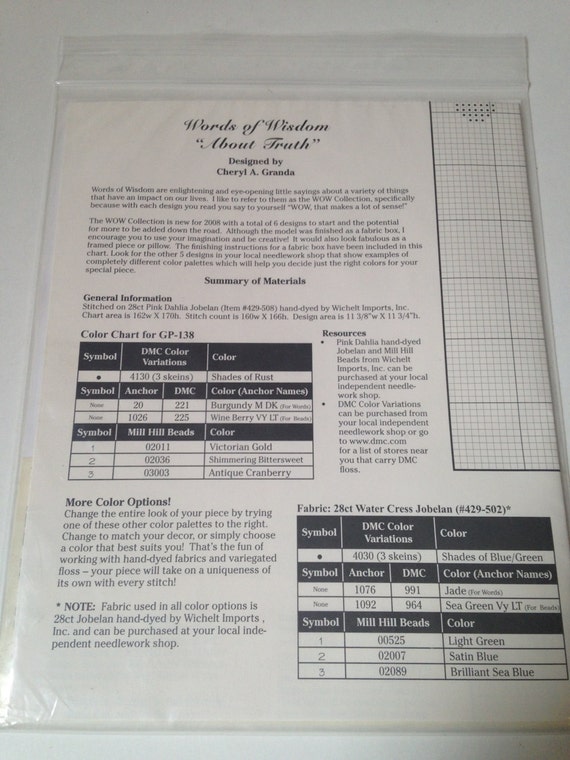 Words of Wisdom
"About Truth"
Designed by
Cheryl A. Granda
Words of Wisdom are enlightening and eye-opening little sayings about a variety of things
that have an impact on our lives. I like to refer to them as the WOW Collection, specifically
because with each design you read you say to yourself "WOW, that makes a lot of sense!"
The WOW Collection is new for 2008 with a total of 6 designs to start and the potential
for more to be added down the road. Although the model was finished as a fabric box, I
encourage you to use your imagination and be creative! It would also look fabulous as a
framed piece or pillow. The finishing instructions for a fabric box have been included in this
chart. Look for the other 5 designs in your local needlework shop that show examples of
completely different color palettes which will help you decide just the right colors for your
special piece.
Summary of Materials
General Information
Stitched on 28ct Pink Dahlia Jobelan (Item #429-508) hand-dyed by Wichelt Imports, Inc.
Chart area is 162w X 170h. Stitch count is 160w X 166h. Design area is 11 3/8"w X 11 3/4"h.
Color Chart for GP-138
Symbol DMC Color Variations Color
• 4130 (3 skeins) Shades of Rust
Symbol Anchor DMC Color (Anchor Names)
None 20 221 Burgundy M DK (For Words)
None 1026 225 Wine Berry VY LT (For Beads)
Symbol Mill Hill Beads Color
1 02011 Victorian Gold
2 02036 Shimmering Bittersweet
3 03003 Antique Cranberry
Resources
• Pink Dahlia hand-dyed
Jobelan and Mill Hill
Beads from Wichelt
Imports, Inc. can be
purchased at your local
independent needle-
work shop.
• DMC Color Variations
can be purchased from
your local independent
needlework shop or go
to www.dmc.com
for a list of stores near
you that carry DMC
floss.
More Color Options!
Change the entire look of your piece by trying
one of these other color palettes to the right.
Change to match your decor, or simply choose
a color that best suits you! That's the fun of
working with hand-dyed fabrics and variegated
floss – your piece will take on a uniqueness of
its own with every stitch!
* NOTE: Fabric used in all color options is
28ct Jobelan hand-dyed by Wichelt Imports ,
Inc. and can be purchased at your local inde-
pendent needlework shop.
Fabric: 28ct Water Cress Jobelan (#429-502)*
Symbol DMC Color Variations Color
• 4030 (3 skeins) Shades of Blue/Green
Symbol Anchor DMC Color (Anchor Names)
None 1076 991 Jade (For Words)
None 1092 964 Sea Green Vy LT (For Beads)
Symbol Mill Hill Beads Color
1 00525 Light Green
2 02007 Satin Blue
3 02089 Brilliant Sea Blue